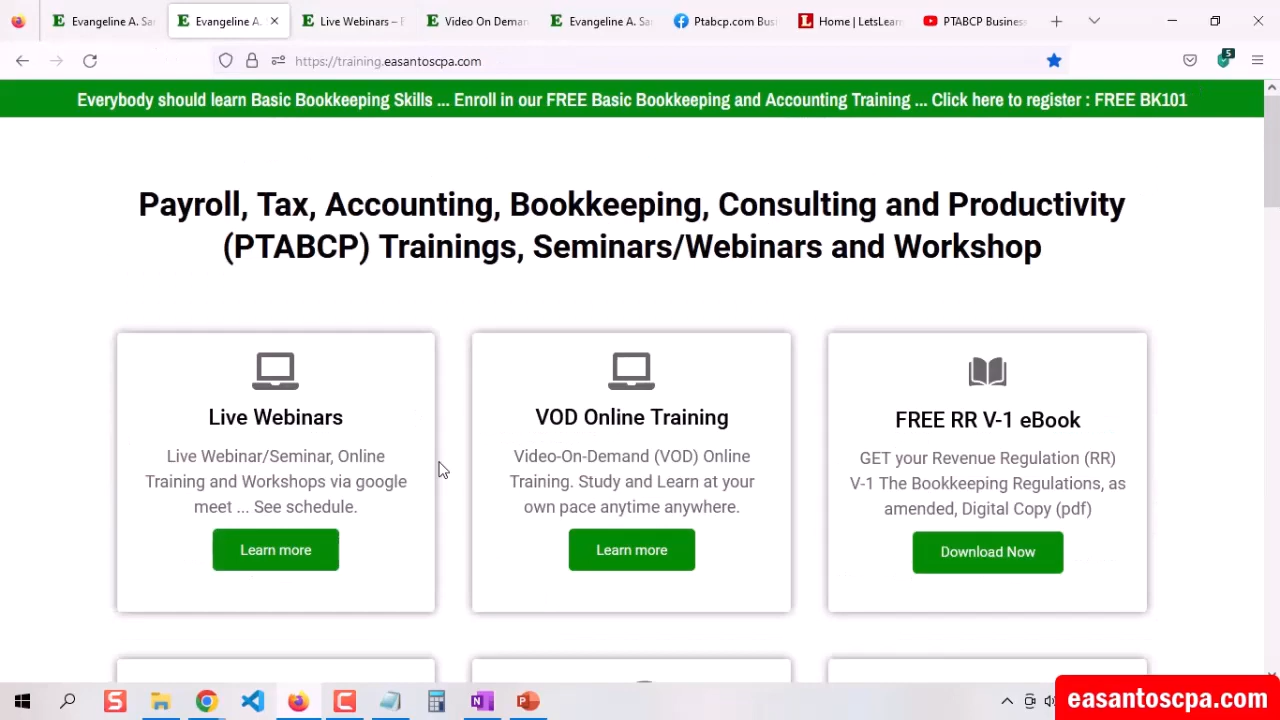 Evangeline A. Sa
Evangeline A.
Live Webinars –
Video On Deman
Evangeline A. Sa
Ptabcp.com Busi
Home | LetsLearn
PTABCP Business
https://training.easantoscpa.com
5
Everybody should learn Basic Bookkeeping Skills ... Enroll in our FREE Basic Bookkeeping and Accounting Training ... Click here to register : FREE BK101
Payroll, Tax, Accounting, Bookkeeping, Consulting and Productivity
(PTABCP) Trainings, Seminars/Webinars and Workshop
Live Webinars
Live Webinar/Seminar, Online
Training and Workshops via google
meet ... See schedule.
Learn more
VOD Online Training
Video-On-Demand (VOD) Online
Training. Study and Learn at your
own pace anytime anywhere.
Learn more
FREE RR V-1 eBook
GET your Revenue Regulation (RR)
V-1 The Bookkeeping Regulations, as
amended, Digital Copy (pdf)
Download Now
easantoscpa.com